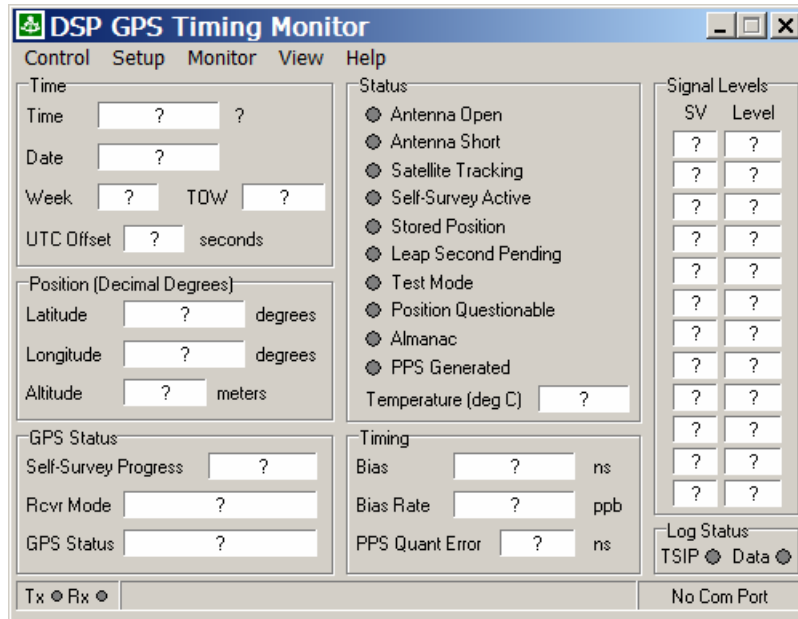 DSP GPS Timing Monitor
Control Setup Monitor View Help
Time
Time ? ?
Date ?
Week ? TOW ?
UTC Offset ? seconds
Position (Decimal Degrees)
Latitude ? degrees
Longitude ? degrees
Altitude ? meters
GPS Status
Self-Survey Progress ?
Rcvr Mode ?
GPS Status ?
Status
Antenna Open
Antenna Short
Satellite Tracking
Self-Survey Active
Stored Position
Leap Second Pending
Test Mode
Position Questionable
Almanac
PPS Generated
Temperature (deg C) ?
Timing
Bias ? ns
Bias Rate ? ppb
PPS Quant Error ? ns
Signal Levels
SV Level
? ?
? ?
? ?
? ?
? ?
? ?
? ?
? ?
? ?
? ?
? ?
? ?
Log Status
TSIP Data
Tx Rx
No Com Port